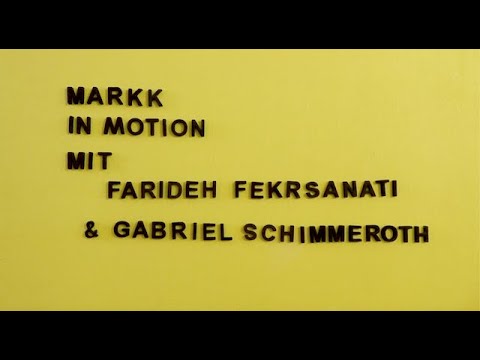 MARKK
IN MOTION
MIT
FARIDEH FEKRSANATI
& GABRIEL SCHIMMEROTH